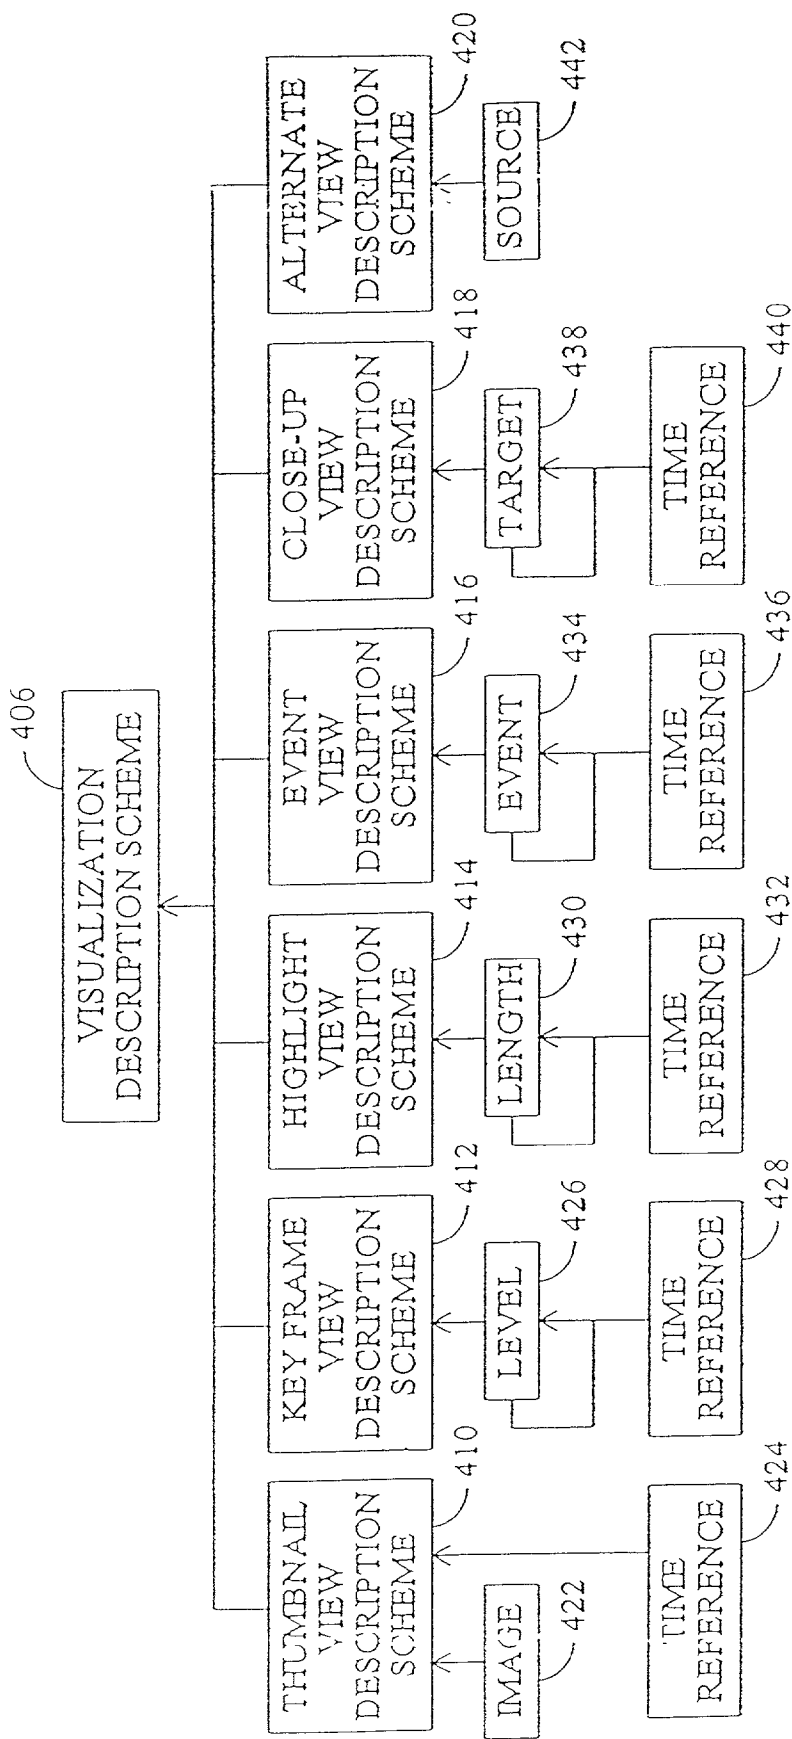 406
VISUALIZATION
DESCRIPTION SCHEME
THUMBNAIL
VIEW
DESCRIPTION
SCHEME
410
KEY FRAME
VIEW
DESCRIPTION
SCHEME
412
HIGHLIGHT
VIEW
DESCRIPTION
SCHEME
414
EVENT
VIEW
DESCRIPTION
SCHEME
416
CLOSE-UP
VIEW
DESCRIPTION
SCHEME
418
ALTERNATE
VIEW
DESCRIPTION
SCHEME
420
IMAGE
422
LEVEL
426
LENGTH
430
EVENT
434
TARGET
438
SOURCE
442
TIME
REFERENCE
424
TIME
REFERENCE
428
TIME
REFERENCE
432
TIME
REFERENCE
436
TIME
REFERENCE
440